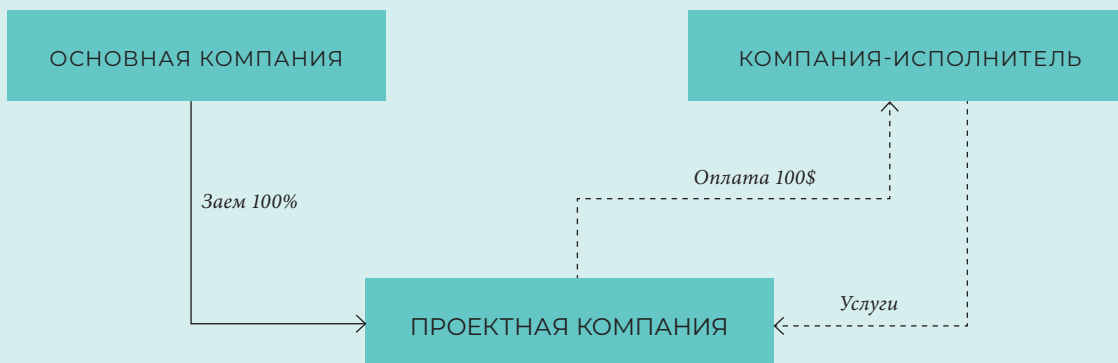 ОСНОВНАЯ КОМПАНИЯ
КОМПАНИЯ-ИСПОЛНИТЕЛЬ
Оплата 100$
Заем 100%
Услуги
ПРОЕКТНАЯ КОМПАНИЯ